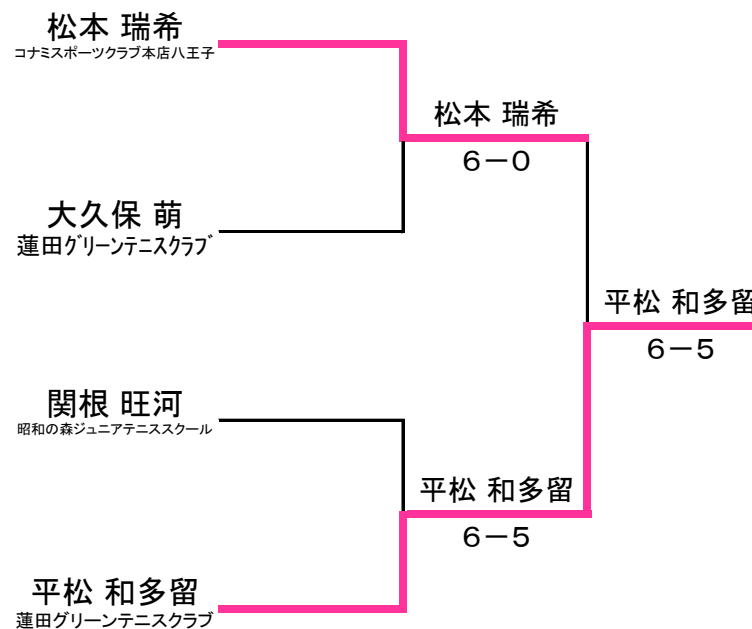 松本 瑞希
コナミスポーツクラブ本店八王子
松本 瑞希
6－0
大久保 萌
蓮田グリーンテニスクラブ
平松 和多留
6－5
関根 旺河
昭和の森ジュニアテニススクール
平松 和多留
6－5
平松 和多留
蓮田グリーンテニスクラブ